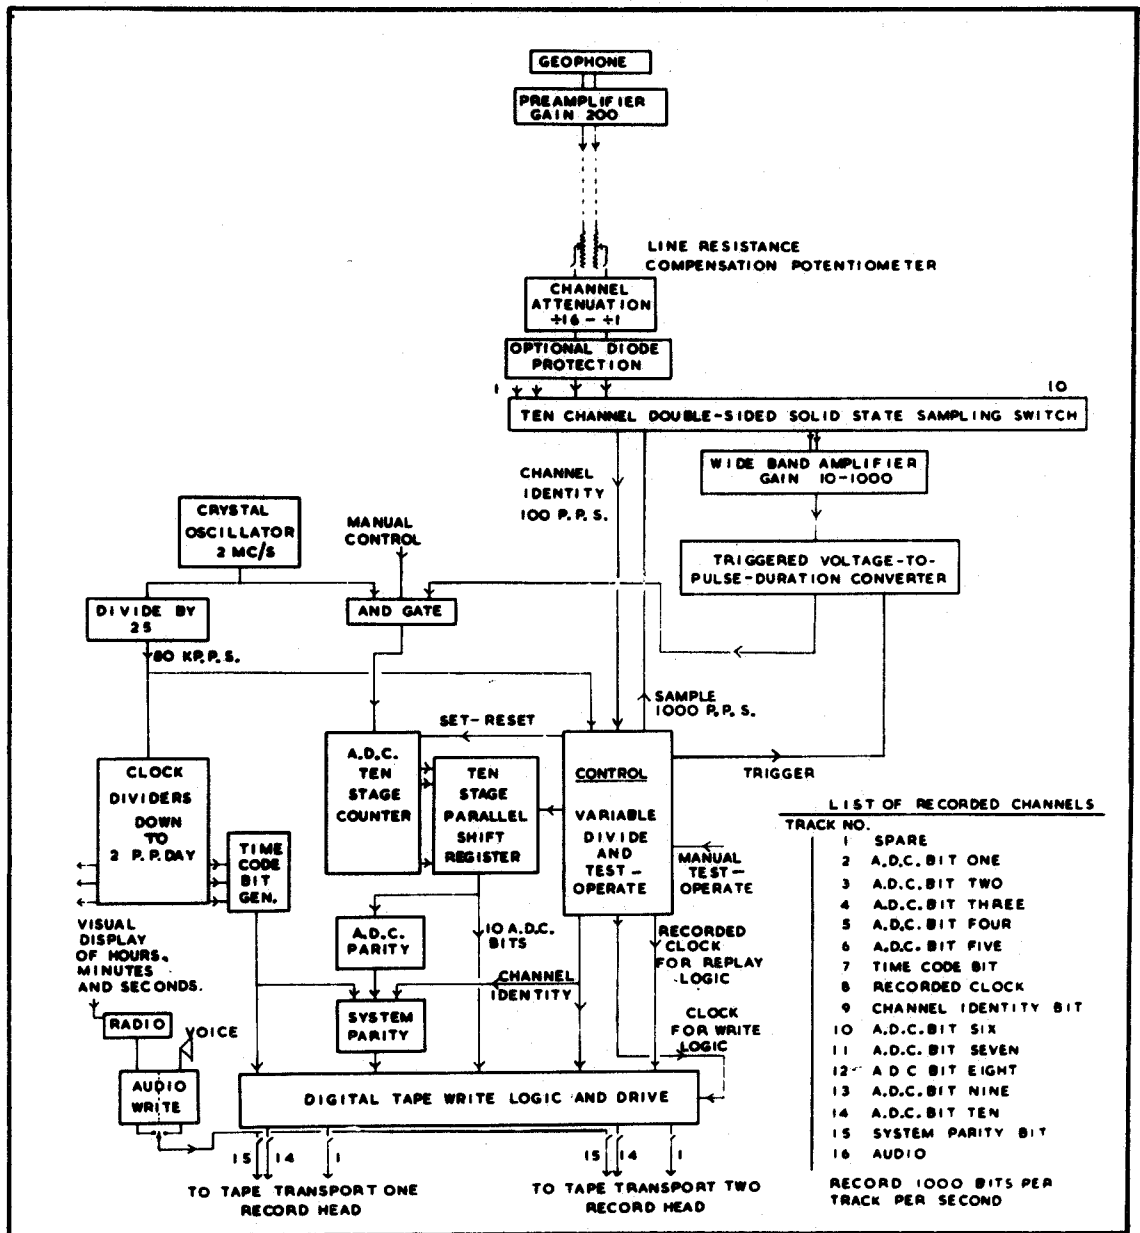 GEOPHONE
PREAMPLIFIER
GAIN 200
LINE RESISTANCE
COMPENSATION POTENTIOMETER
CHANNEL
ATTENUATION
÷16 - ÷1
OPTIONAL DIODE
PROTECTION
1
10
TEN CHANNEL DOUBLE-SIDED SOLID STATE SAMPLING SWITCH
CHANNEL
IDENTITY
100 P.P.S.
WIDE BAND AMPLIFIER
GAIN 10-1000
CRYSTAL
OSCILLATOR
2 MC/S
MANUAL
CONTROL
TRIGGERED VOLTAGE-TO-
PULSE-DURATION CONVERTER
DIVIDE BY
25
AND GATE
80 KP.P.S.
SAMPLE
1000 P.P.S.
SET-RESET
CLOCK
DIVIDERS
DOWN
TO
2 P.P.DAY
A.D.C.
TEN
STAGE
COUNTER
TEN
STAGE
PARALLEL
SHIFT
REGISTER
CONTROL
VARIABLE
DIVIDE
AND
TEST-
OPERATE
TRIGGER
TIME
CODE
BIT
GEN.
MANUAL
TEST-
OPERATE
VISUAL
DISPLAY
OF HOURS.
MINUTES
AND SECONDS.
A.D.C.
PARITY
10 A.D.C.
BITS
RECORDED
CLOCK
FOR REPLAY
LOGIC
CHANNEL
IDENTITY
SYSTEM
PARITY
CLOCK
FOR WRITE
LOGIC
RADIO
VOICE
AUDIO
WRITE
DIGITAL TAPE WRITE LOGIC AND DRIVE
15 14 1
15 14 1
TO TAPE TRANSPORT ONE
RECORD HEAD
TO TAPE TRANSPORT TWO
RECORD HEAD
LIST OF RECORDED CHANNELS
TRACK NO.
1 SPARE
2 A.D.C. BIT ONE
3 A.D.C. BIT TWO
4 A.D.C. BIT THREE
5 A.D.C. BIT FOUR
6 A.D.C. BIT FIVE
7 TIME CODE BIT
8 RECORDED CLOCK
9 CHANNEL IDENTITY BIT
10 A.D.C. BIT SIX
11 A.D.C. BIT SEVEN
12 A D C BIT EIGHT
13 A.D.C. BIT NINE
14 A.D.C. BIT TEN
15 SYSTEM PARITY BIT
16 AUDIO
RECORD 1000 BITS PER
TRACK PER SECOND